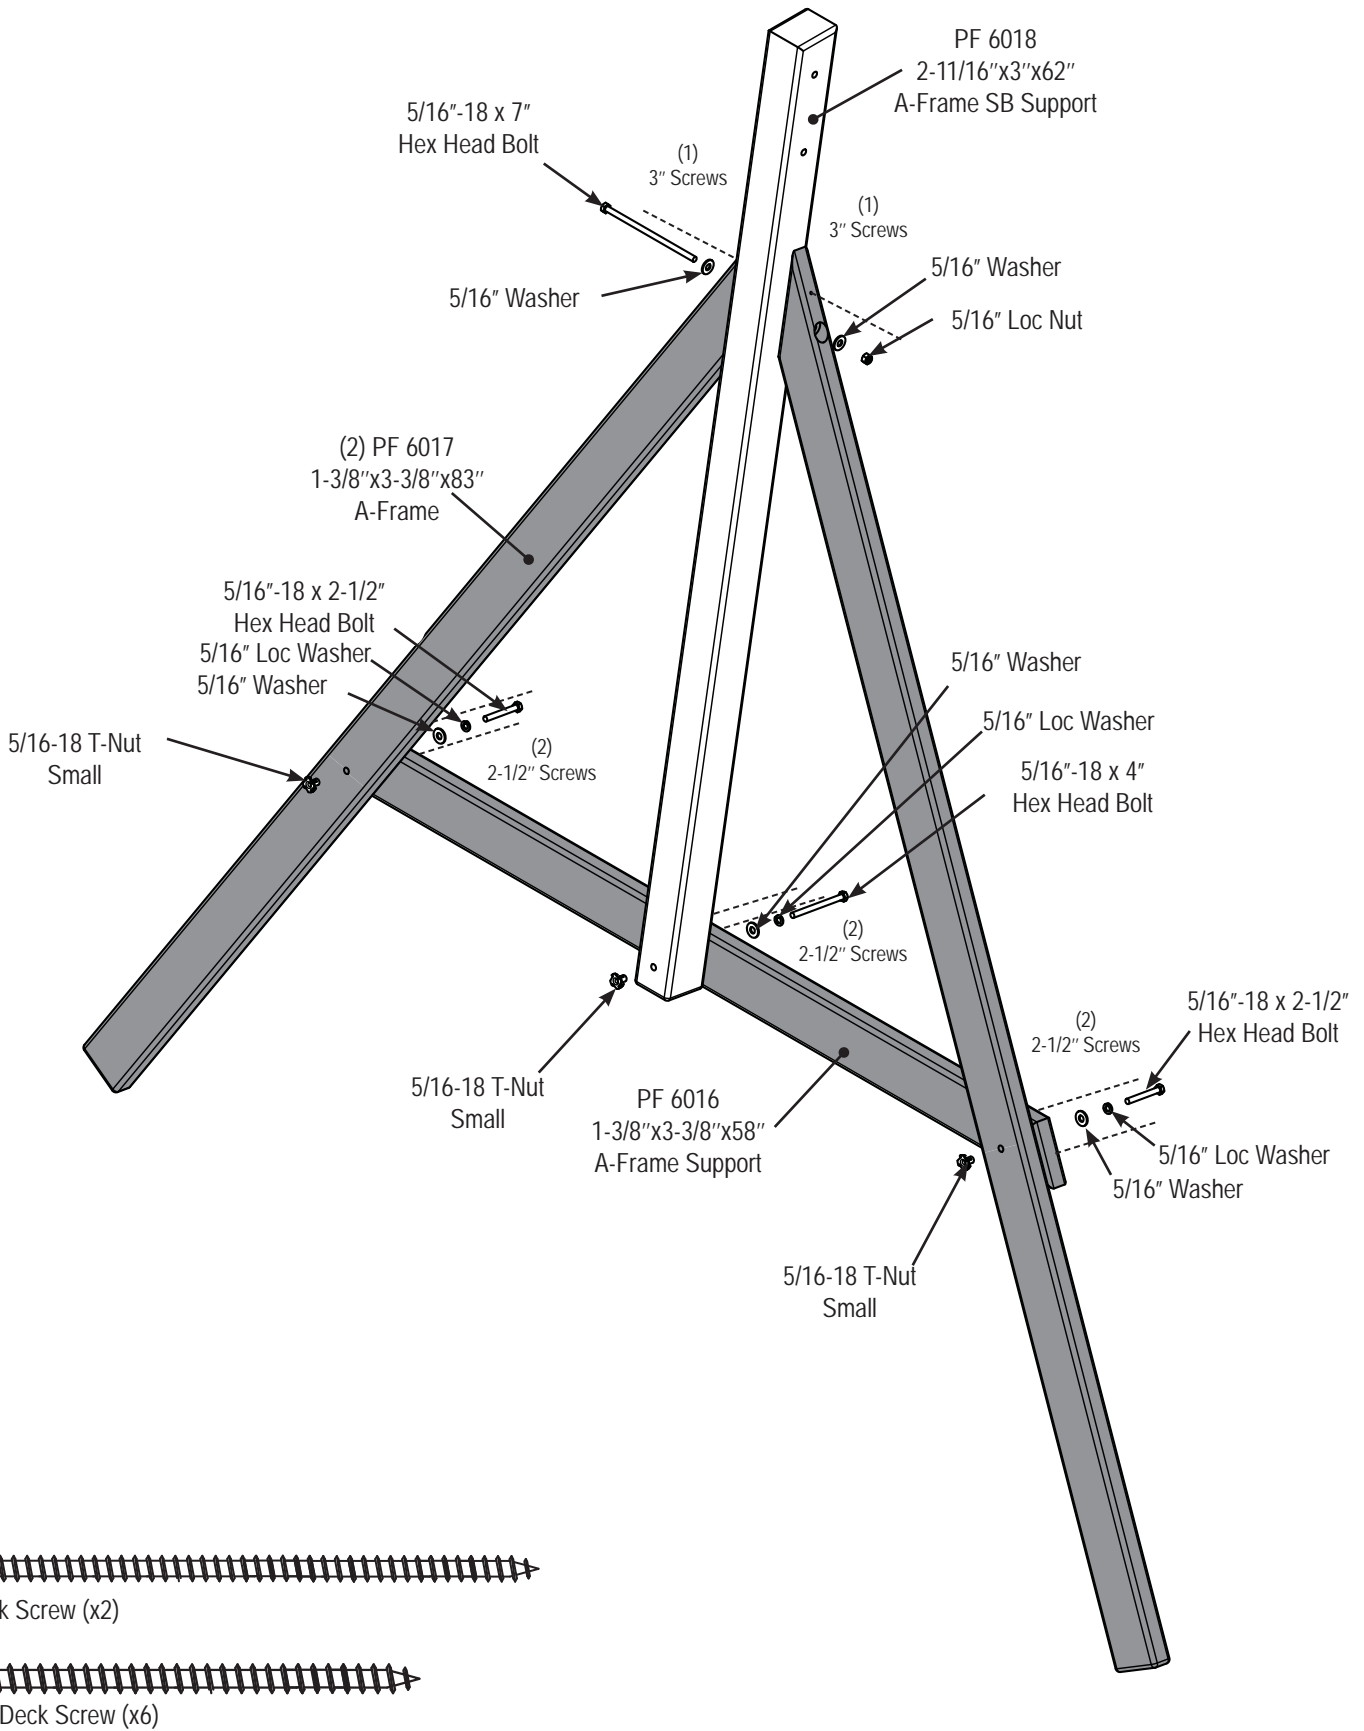 PF 6018
2-11/16"x3"x62"
A-Frame SB Support
5/16"-18 x 7"
Hex Head Bolt
(1)
3" Screws
(1)
3" Screws
5/16" Washer
5/16" Washer
5/16" Loc Nut
(2) PF 6017
1-3/8"x3-3/8"x83"
A-Frame
5/16"-18 x 2-1/2"
Hex Head Bolt
5/16" Loc Washer
5/16" Washer
5/16-18 T-Nut
Small
(2)
2-1/2" Screws
5/16" Washer
5/16" Loc Washer
5/16"-18 x 4"
Hex Head Bolt
(2)
2-1/2" Screws
5/16"-18 x 2-1/2"
Hex Head Bolt
(2)
2-1/2" Screws
5/16-18 T-Nut
Small
PF 6016
1-3/8"x3-3/8"x58"
A-Frame Support
5/16" Loc Washer
5/16" Washer
5/16-18 T-Nut
Small
k Screw (x2)
Deck Screw (x6)